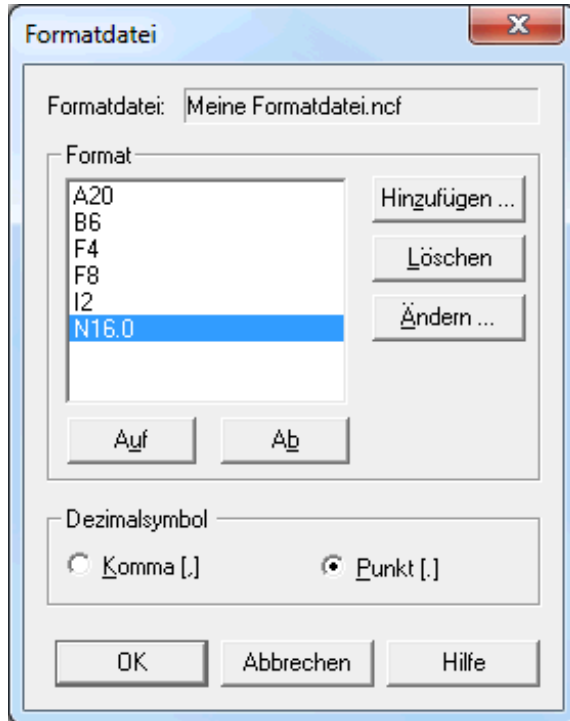 Formatdatei
Formatdatei: Meine Formatdatei.ncf
Format
A20
B6
F4
F8
I2
N16.0
Hinzufügen ...
Löschen
Ändern ...
Auf Ab
Dezimalsymbol
Komma [,] Punkt [.]
OK Abbrechen Hilfe